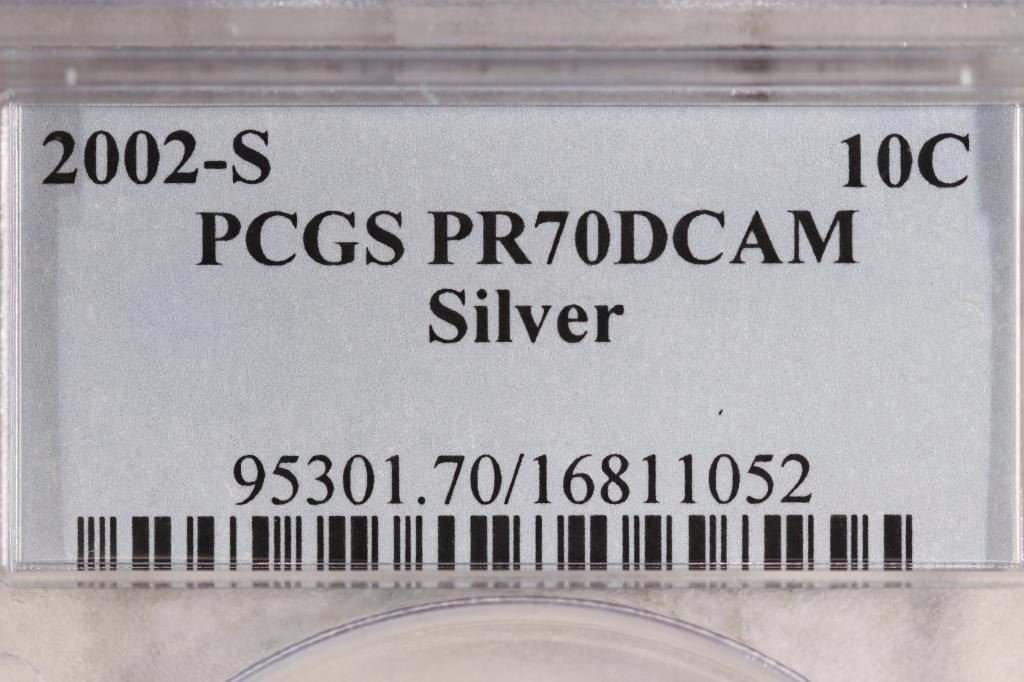 2002-S 10C
PCGS PR70DCAM
Silver
95301.70/16811052